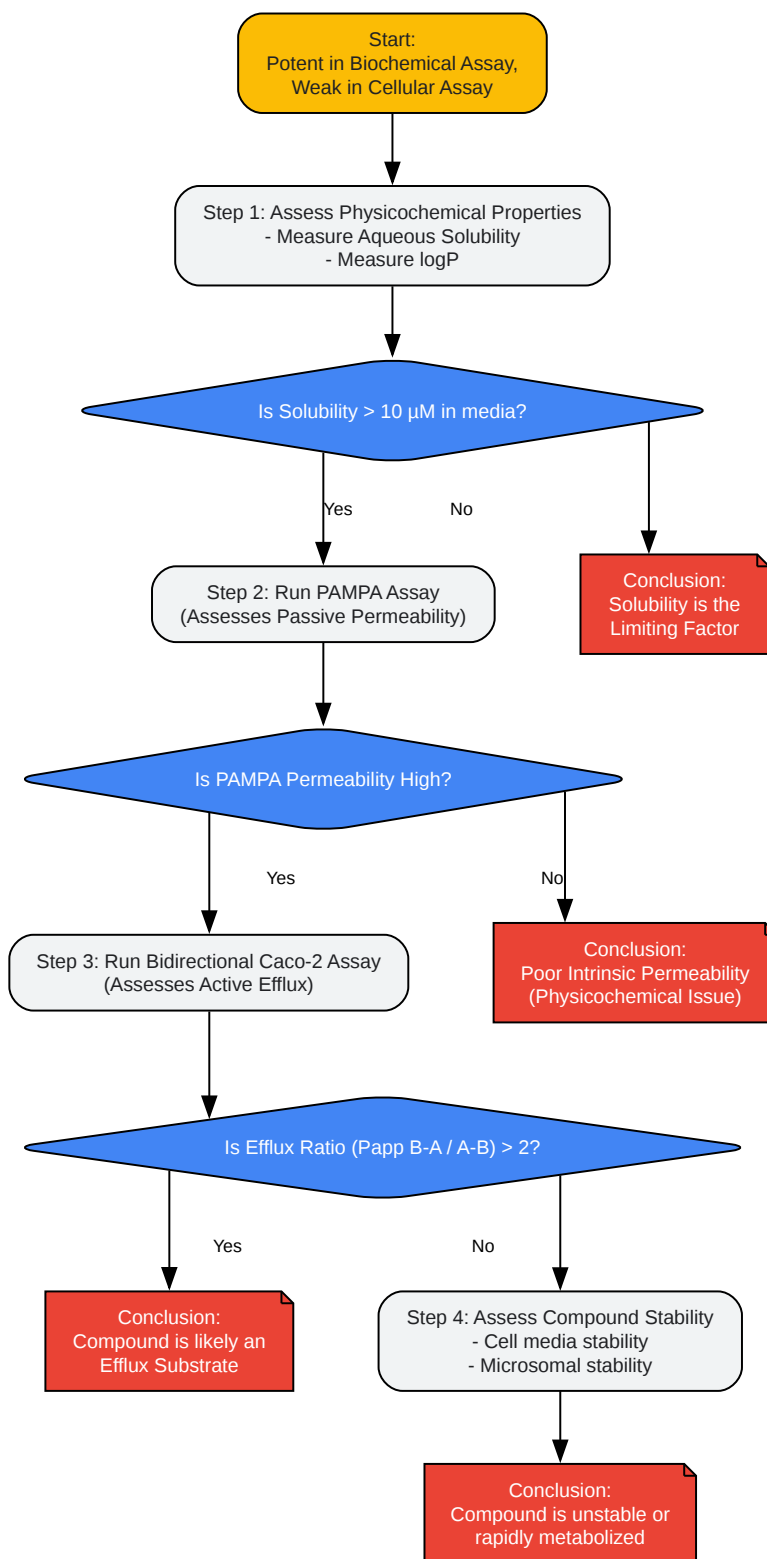 Start:
Potent in Biochemical Assay,
Weak in Cellular Assay
Step 1: Assess Physicochemical Properties
- Measure Aqueous Solubility
- Measure logP
Is Solubility > 10 µM in media?
Yes
No
Step 2: Run PAMPA Assay
(Assesses Passive Permeability)
Conclusion:
Solubility is the
Limiting Factor
Is PAMPA Permeability High?
Yes
No
Step 3: Run Bidirectional Caco-2 Assay
(Assesses Active Efflux)
Conclusion:
Poor Intrinsic Permeability
(Physicochemical Issue)
Is Efflux Ratio (Papp B-A / A-B) > 2?
Yes
No
Conclusion:
Compound is likely an
Efflux Substrate
Step 4: Assess Compound Stability
- Cell media stability
- Microsomal stability
Conclusion:
Compound is unstable or
rapidly metabolized